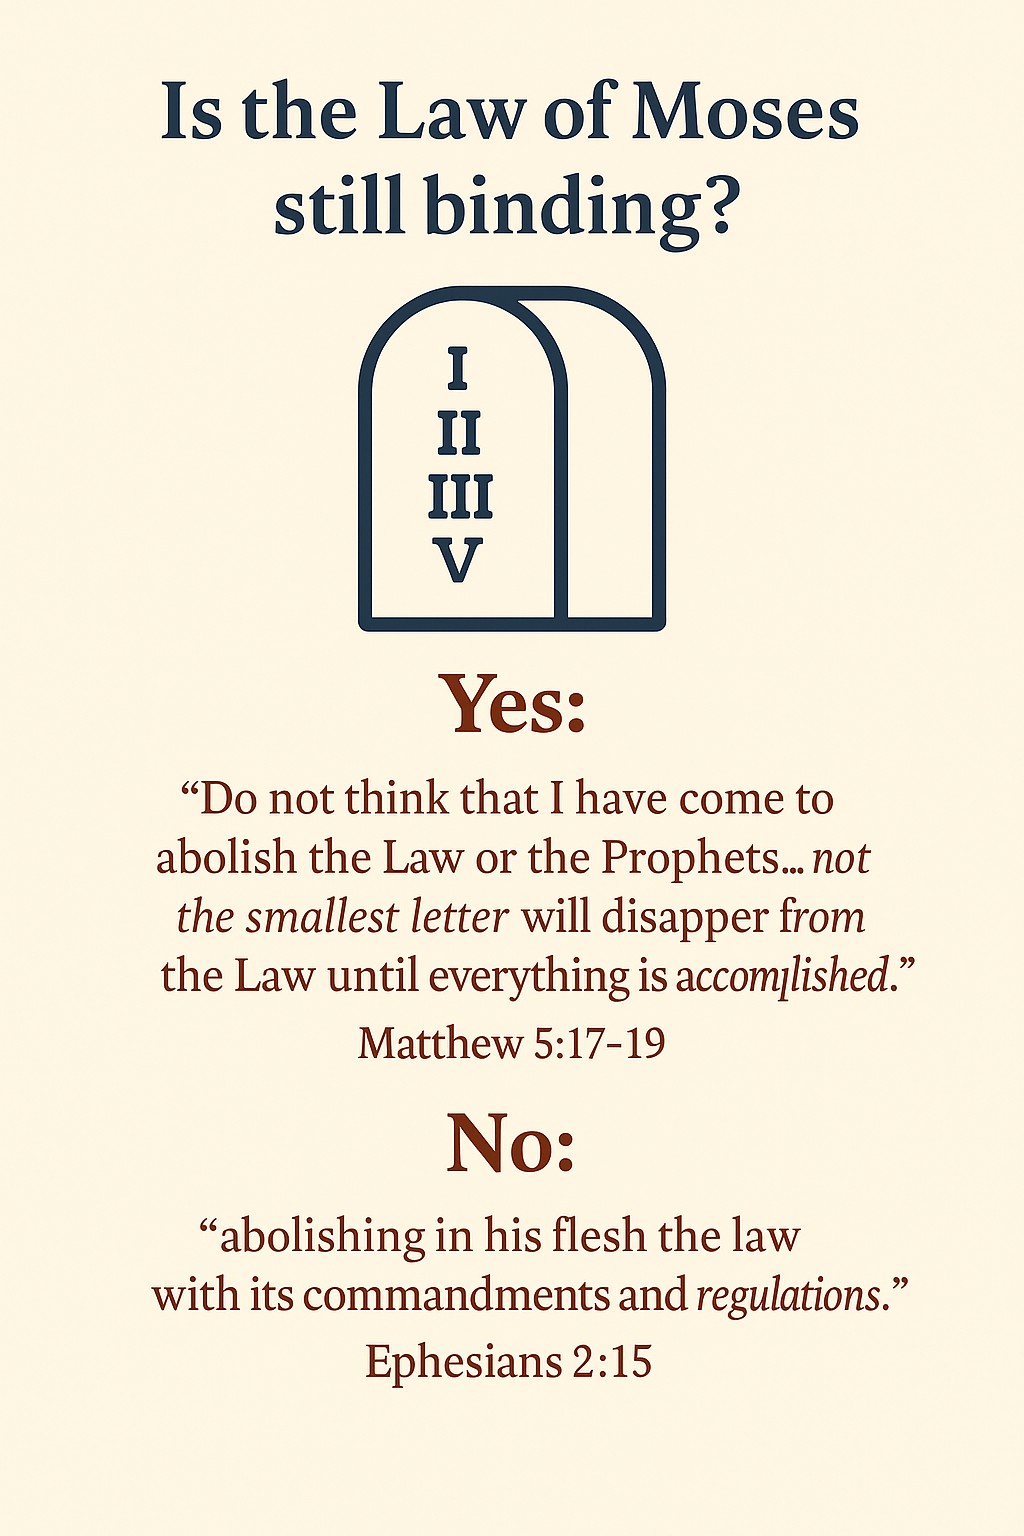 Is the Law of Moses
still binding?
I
II
III
V
Yes:
“Do not think that I have come to
abolish the Law or the Prophets... not
the smallest letter will disapper from
the Law until everything is accomlished.”
Matthew 5:17–19
No:
“abolishing in his flesh the law
with its commandments and regulations.”
Ephesians 2:15